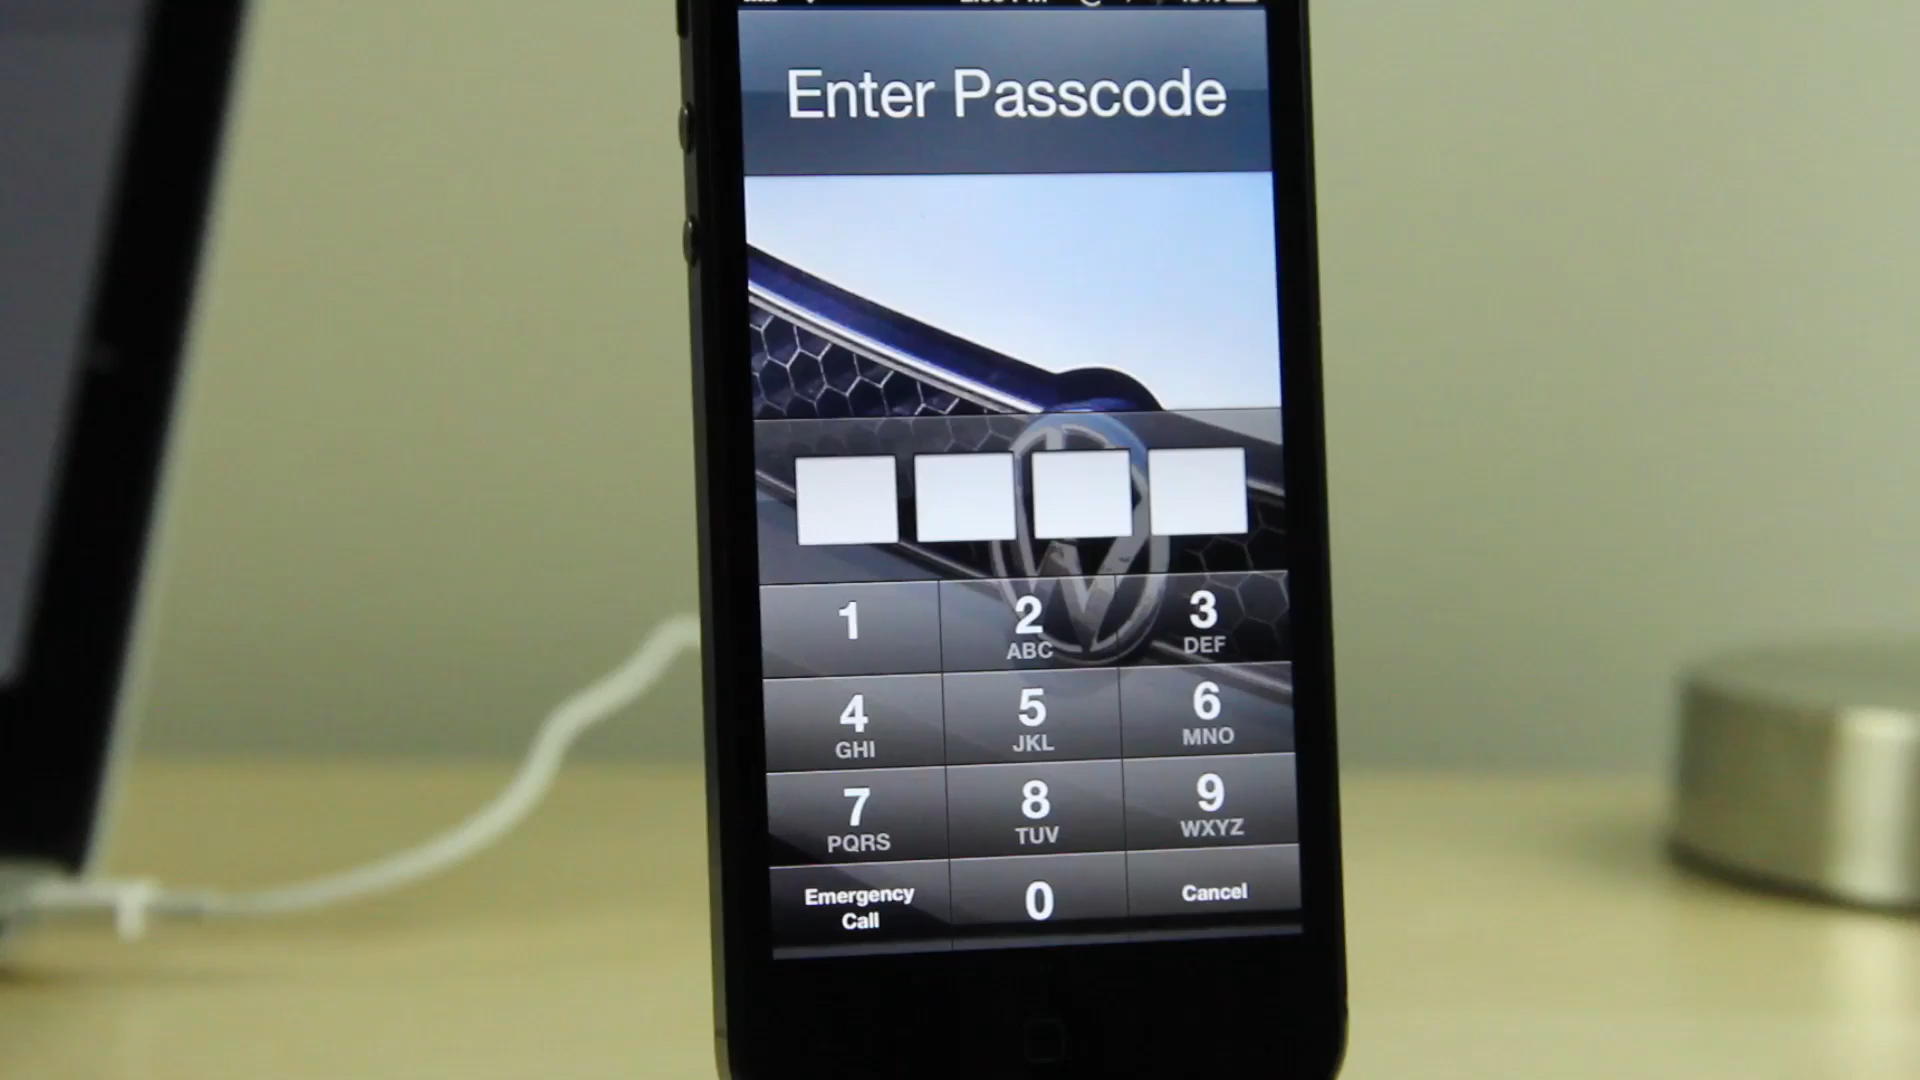 Enter Passcode
1
2
ABC
3
DEF
4
GHI
5
JKL
6
MNO
7
PQRS
8
TUV
9
WXYZ
Emergency
Call
0
Cancel